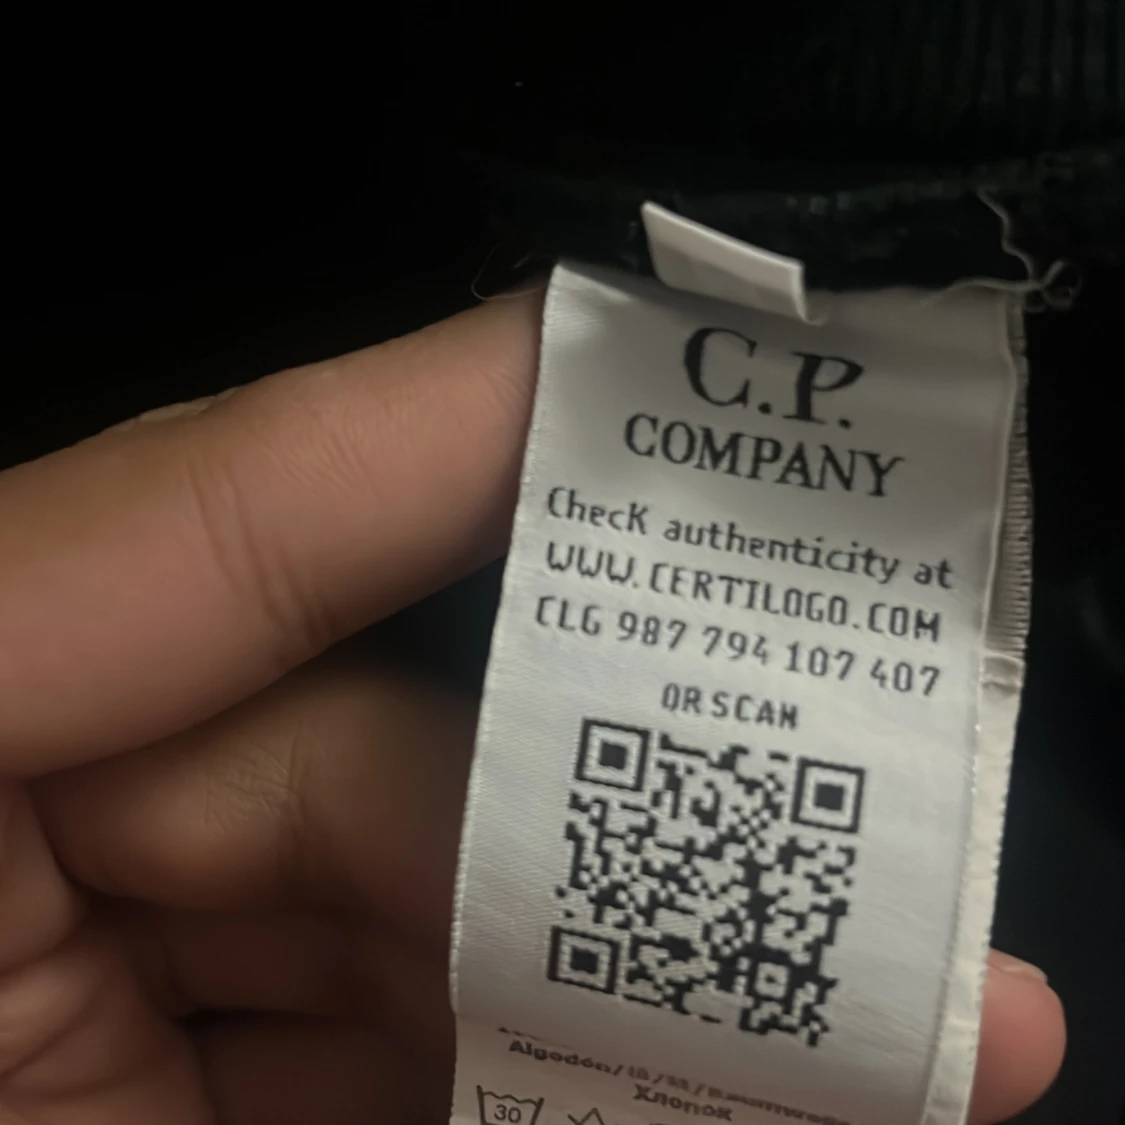 C.P.
COMPANY
Check authenticity at
WWW.CERTILOGO.COM
CLG 987 794 107 407
OR SCAN
Algodón/
Хлопок
30